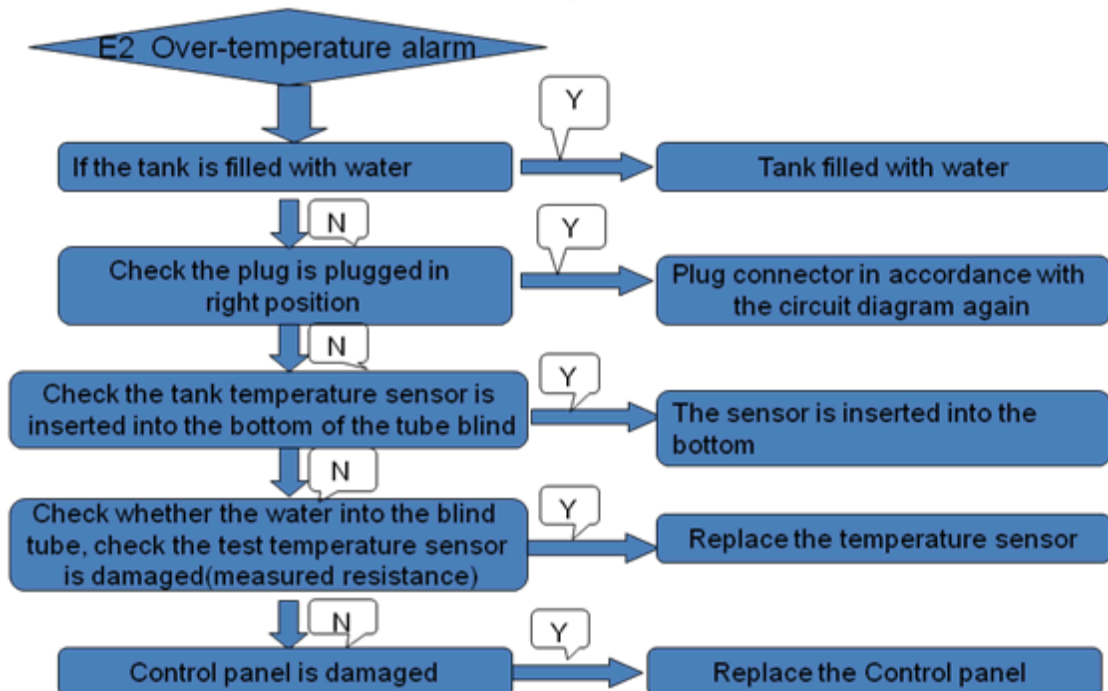 E2 Over-temperature alarm
Y
If the tank is filled with water
Tank filled with water
N
Y
Check the plug is plugged in
right position
Plug connector in accordance with
the circuit diagram again
N
Y
Check the tank temperature sensor is
inserted into the bottom of the tube blind
The sensor is inserted into the
bottom
N
Y
Check whether the water into the blind
tube, check the test temperature sensor
is damaged(measured resistance)
Replace the temperature sensor
N
Y
Control panel is damaged
Replace the Control panel